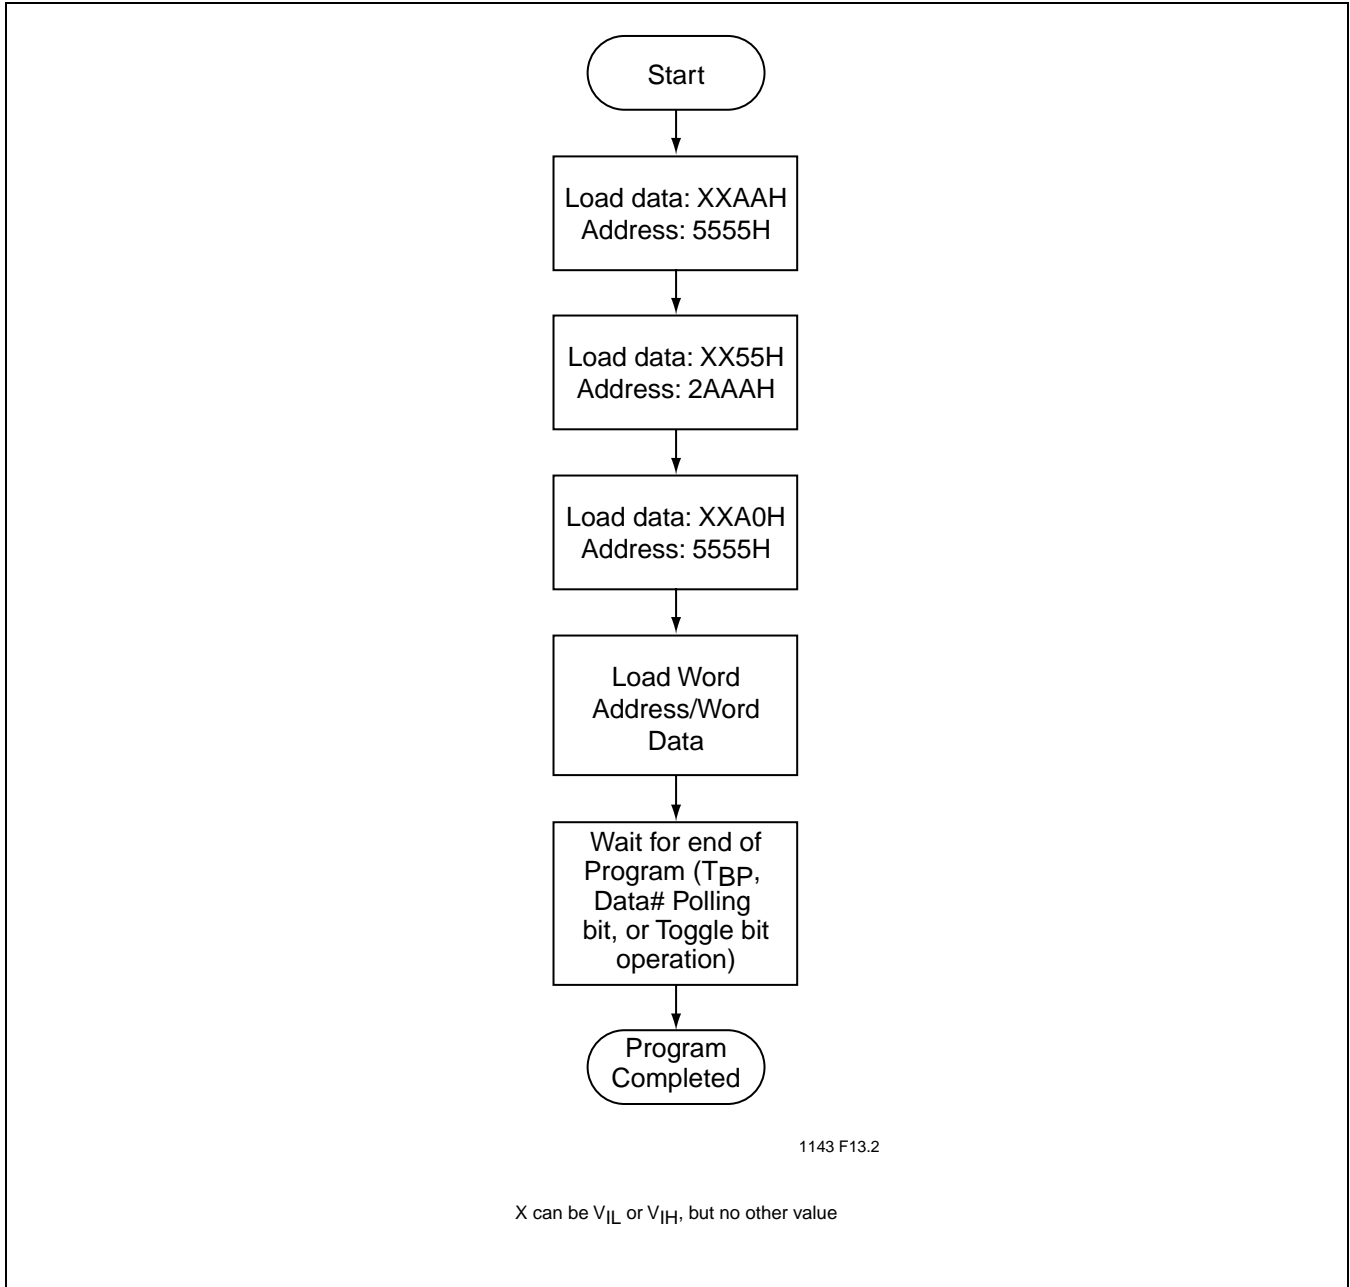 Start
Load data: XXAAH
Address: 5555H
Load data: XX55H
Address: 2AAAH
Load data: XXA0H
Address: 5555H
Load Word
Address/Word
Data
Wait for end of
Program (TBP,
Data# Polling
bit, or Toggle bit
operation)
Program
Completed
1143 F13.2
X can be VIL or VIH, but no other value